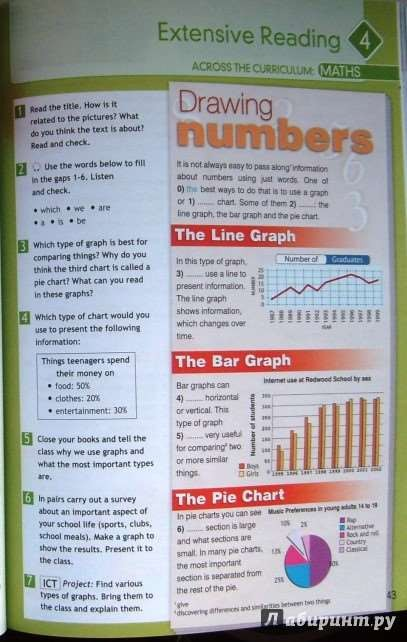 Extensive Reading 4
ACROSS THE CURRICULUM: MATHS
1 Read the title. How is it
related to the pictures? What
do you think the text is about?
Read and check.
2 Use the words below to fill
in the gaps 1-6. Listen
and check.
• which • we • are
• a • is • be
3 Which type of graph is best for
comparing things? Why do you
think the third chart is called a
pie chart? What can you read
in these graphs?
4 Which type of chart would you
use to present the following
information:
Things teenagers spend
their money on
• food: 50%
• clothes: 20%
• entertainment: 30%
5 Close your books and tell the
class why we use graphs and
what the most important types
are.
6 In pairs carry out a survey
about an important aspect of
your school life (sports, clubs,
school meals). Make a graph to
show the results. Present it to
the class.
7 ICT Project: Find various
types of graphs. Bring them to
the class and explain them.
Drawing
numbers
It is not always easy to pass along¹ information
about numbers using just words. One of
0) the best ways to do that is to use a graph
or 1) ........ chart. Some of them 2) ........ the
line graph, the bar graph and the pie chart.
The Line Graph
In this type of graph,
3) ........ use a line to
present information.
The line graph
shows information,
which changes over
time.
Number of Graduates
NUMBER
25
20
15
10
5
0
1987 1988 1989 1990 1991 1992 1993 1994 1995 1996 1997 1998 1999
YEAR
The Bar Graph
Bar graphs can
4) ........ horizontal
or vertical. This
type of graph
5) ........ very useful
for comparing² two
or more similar
things.
Internet use at Redwood School by sex
Number of students
350
300
250
200
150
100
50
0
1995 1996 1997 1998 1999 2000 2001 2002
Boys
Girls
The Pie Chart
In pie charts you can see
6) ........ section is large
and what sections are
small. In many pie charts,
the most important
section is separated from
the rest of the pie.
Music Preferences in young adults 14 to 19
10% 2%
13%
25%
50%
Rap
Alternative
Rock and roll
Country
Classical
¹give
²discovering differences and similarities between two things
43
Лабиринт.ру